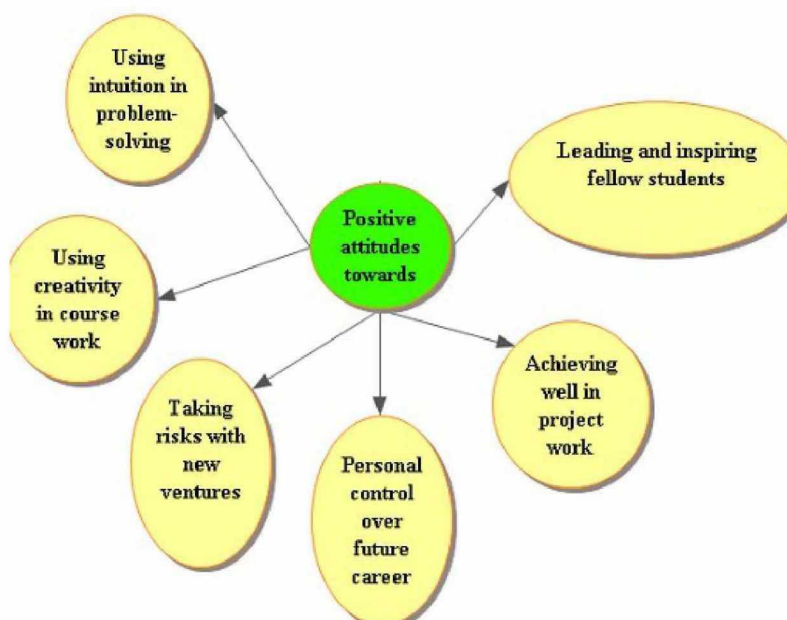 Using
intuition in
problem-
solving
Leading and inspiring
fellow students
Positive
attitudes
towards
Using
creativity
in course
work
Achieving
well in
project
work
Taking
risks with
new
ventures
Personal
control
over
future
career